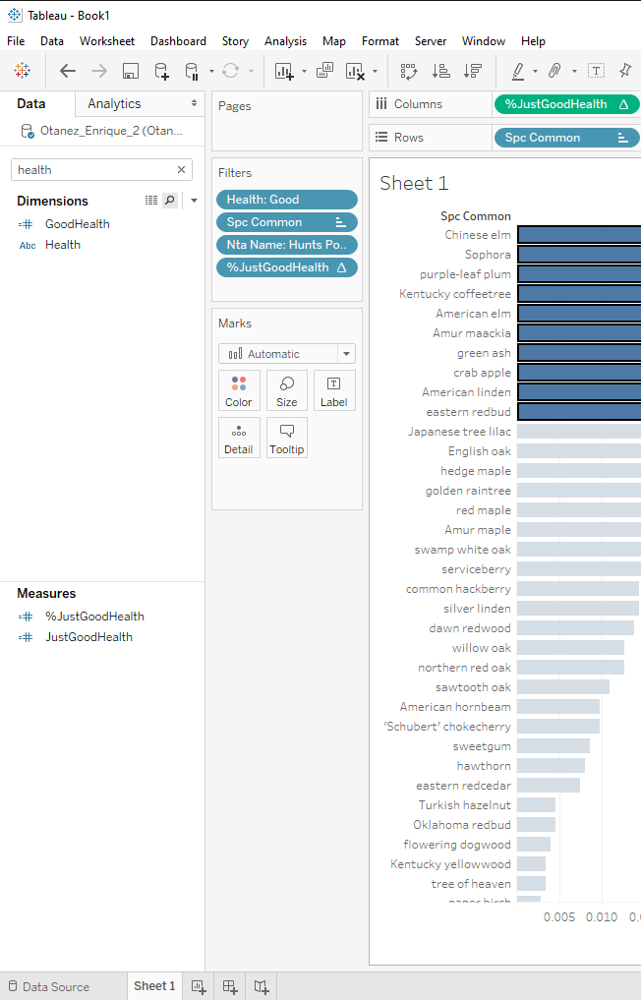 Tableau - Book1
File Data Worksheet Dashboard Story Analysis Map Format Server Window Help
Data Analytics
Otanez_Enrique_2 (Otan...
health
Dimensions
GoodHealth
Abc Health
Measures
%JustGoodHealth
JustGoodHealth
Pages
Filters
Health: Good
Spc Common
Nta Name: Hunts Po..
%JustGoodHealth
Marks
Automatic
Color Size Label
Detail Tooltip
Columns %JustGoodHealth
Rows Spc Common
Sheet 1
Spc Common
Chinese elm
Sophora
purple-leaf plum
Kentucky coffeetree
American elm
Amur maackia
green ash
crab apple
American linden
eastern redbud
Japanese tree lilac
English oak
hedge maple
golden raintree
red maple
Amur maple
swamp white oak
serviceberry
common hackberry
silver linden
dawn redwood
willow oak
northern red oak
sawtooth oak
American hornbeam
'Schubert' chokecherry
sweetgum
hawthorn
eastern redcedar
Turkish hazelnut
Oklahoma redbud
flowering dogwood
Kentucky yellowwood
tree of heaven
paper birch
0.005 0.010 0.0
Data Source Sheet 1